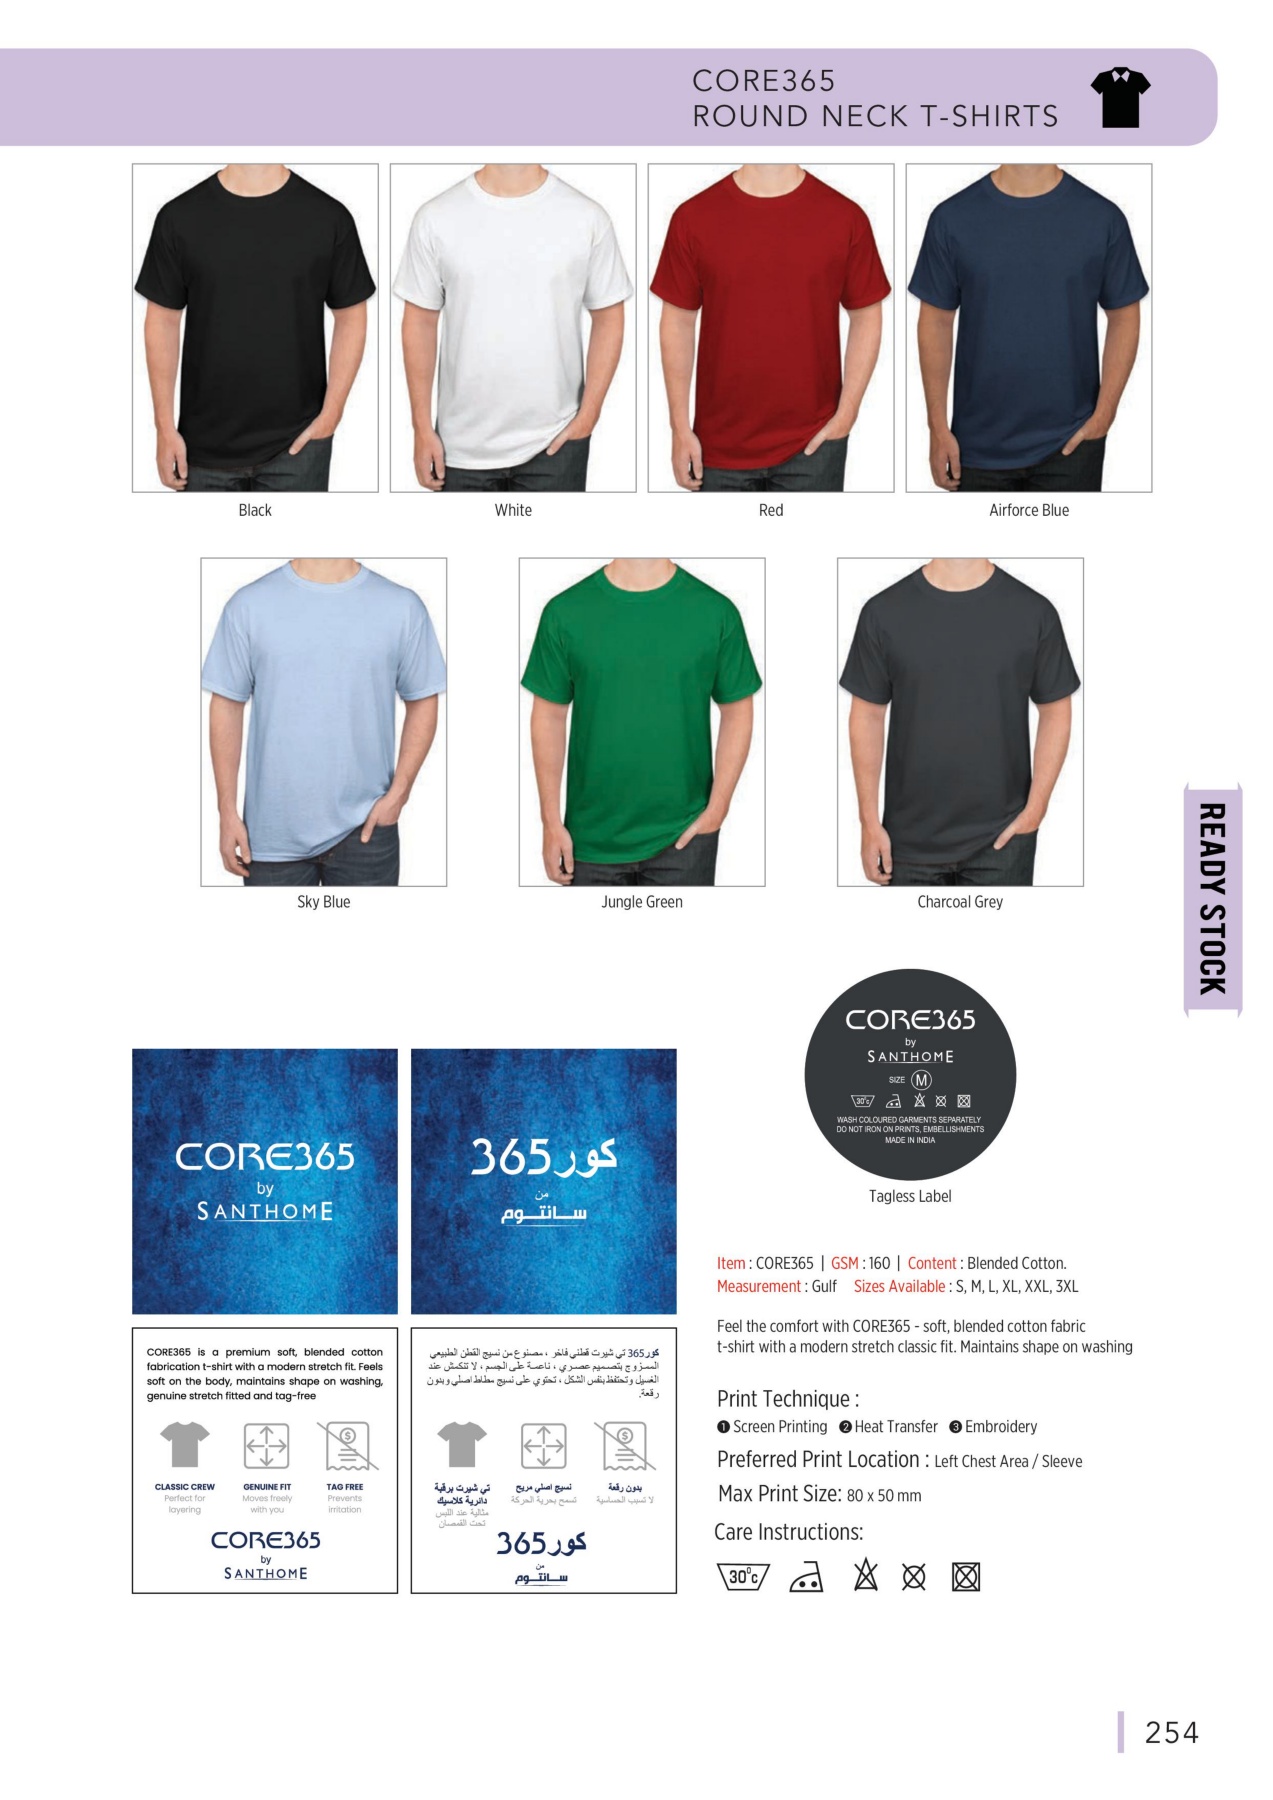 CORE365
ROUND NECK T-SHIRTS
Black
White
Red
Airforce Blue
Sky Blue
Jungle Green
Charcoal Grey
READY STOCK
CORE365
by
SANTHOME
SIZE M
30°c
WASH COLOURED GARMENTS SEPARATELY
DO NOT IRON ON PRINTS, EMBELLISHMENTS
MADE IN INDIA
Tagless Label
CORE365
by
SANTHOME
كور365
من
سانتوم
Item : CORE365 | GSM : 160 | Content : Blended Cotton.
Measurement : Gulf Sizes Available : S, M, L, XL, XXL, 3XL
Feel the comfort with CORE365 - soft, blended cotton fabric
t-shirt with a modern stretch classic fit. Maintains shape on washing
Print Technique :
1 Screen Printing 2 Heat Transfer 3 Embroidery
Preferred Print Location : Left Chest Area / Sleeve
Max Print Size: 80 x 50 mm
Care Instructions:
30°c
CORE365 is a premium soft, blended cotton
fabrication t-shirt with a modern stretch fit. Feels
soft on the body, maintains shape on washing,
genuine stretch fitted and tag-free
CLASSIC CREW
Perfect for
layering
GENUINE FIT
Moves freely
with you
TAG FREE
Prevents
irritation
CORE365
by
SANTHOME
كور365 تي شيرت قطني فاخر ، مصنوع من نسيج القطن الطبيعي
الممزوج بتصميم عصري ، ناعمة على الجسم ، لا تنكمش عند
الغسيل وتحتفظ بنفس الشكل ، تحتوي على نسيج مطاط اصلي وبدون
رقعة.
تي شيرت برقبة
دائرية كلاسيك
مثالية عند اللبس
تحت القمصان
نسيج اصلي مريح
تسمح بحرية الحركة
بدون رقعة
لا تسبب الحساسية
كور365
من
سانتوم
254